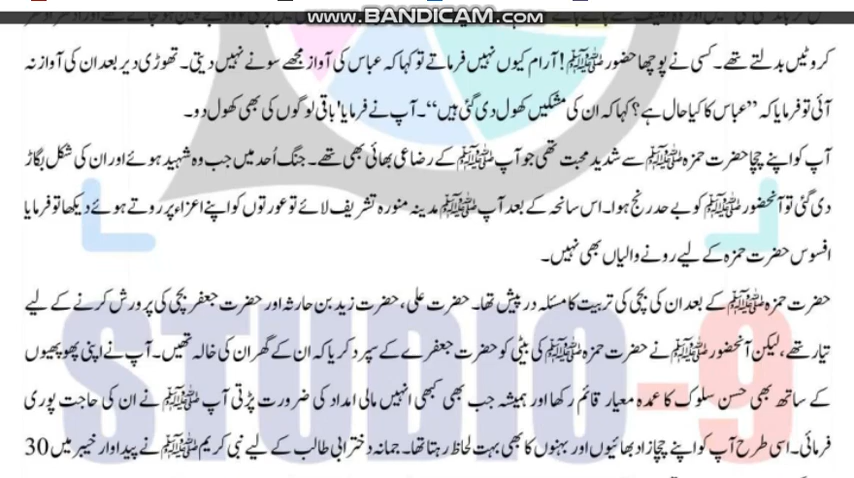 www.BANDICAM.com
کروٹیں بدلتے تھے۔ کسی نے پوچھا حضور ﷺ! آرام کیوں نہیں فرماتے تو کہا کہ عباس کی آواز مجھے سونے نہیں دیتی۔ تھوڑی دیر بعد ان کی آواز نہ
آئی تو فرمایا کہ ”عباس کا کیا حال ہے؟ کہا کہ ان کی مشکیں کھول دی گئی ہیں“۔ آپ نے فرمایا 'باقی لوگوں کی بھی کھول دو۔
آپ کو اپنے چچا حضرت حمزہ ﷺ سے شدید محبت تھی جو آپ ﷺ کے رضاعی بھائی بھی تھے۔ جنگ اُحد میں جب وہ شہید ہوئے اور ان کی شکل بگاڑ
دی گئی تو آنحضور ﷺ کو بے حد رنج ہوا۔ اس سانحہ کے بعد آپ ﷺ مدینہ منورہ تشریف لائے تو عورتوں کو اپنے اعزاء پر روتے ہوئے دیکھا تو فرمایا
افسوس حضرت حمزہ کے لیے رونے والیاں بھی نہیں۔
حضرت حمزہ ﷺ کے بعد ان کی بچی کی تربیت کا مسئلہ درپیش تھا۔ حضرت علی، حضرت زید بن حارثہ اور حضرت جعفر بچی کی پرورش کرنے کے لیے
تیار تھے، لیکن آنحضور ﷺ نے حضرت حمزہ ﷺ کی بیٹی کو حضرت جعفر کے سپرد کر یا کہ ان کے گھر ان کی خالہ تھیں۔ آپ نے اپنی پھوپھیوں
کے ساتھ بھی حسن سلوک کا عمدہ معیار قائم رکھا اور ہمیشہ جب بھی کبھی انہیں مالی امداد کی ضرورت پڑتی آپ ﷺ نے ان کی حاجت پوری
فرمائی۔ اسی طرح آپ کو اپنے چچا زاد بھائیوں اور بہنوں کا بھی بہت لحاظ رہتا تھا۔ جمانہ دختر ابی طالب کے لیے نبی کریم ﷺ نے پیداوار خیبر میں 30
STUDIO-9